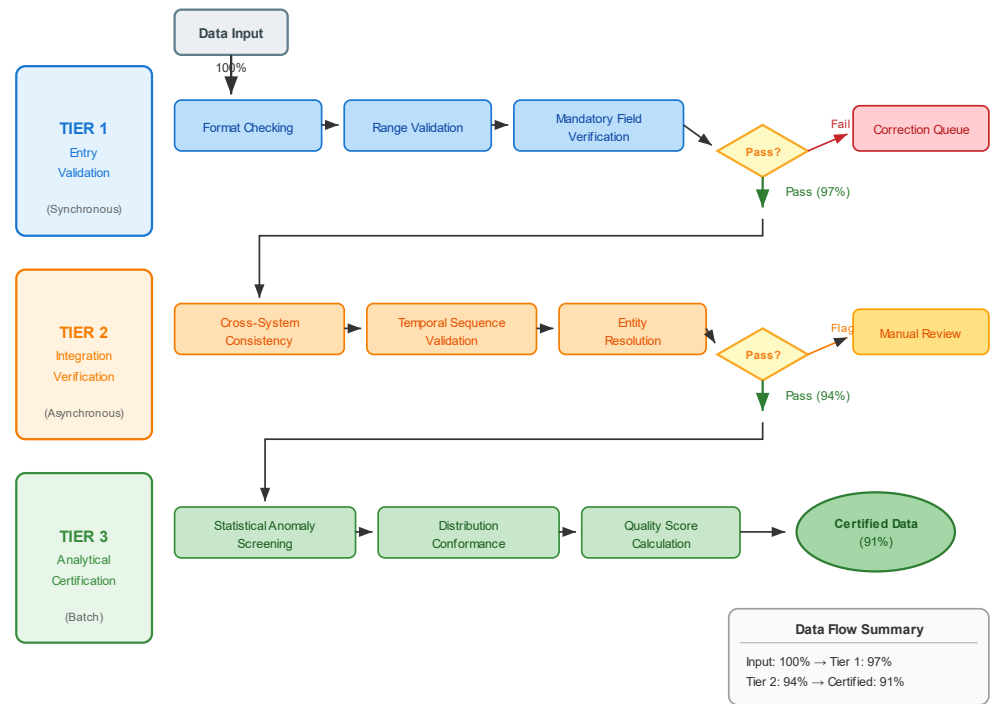 Data Input
100%
TIER 1
Entry
Validation
(Synchronous)
Format Checking
Range Validation
Mandatory Field
Verification
Pass?
Fail
Correction Queue
Pass (97%)
TIER 2
Integration
Verification
(Asynchronous)
Cross-System
Consistency
Temporal Sequence
Validation
Entity
Resolution
Pass?
Flag
Manual Review
Pass (94%)
TIER 3
Analytical
Certification
(Batch)
Statistical Anomaly
Screening
Distribution
Conformance
Quality Score
Calculation
Certified Data
(91%)
Data Flow Summary
Input: 100% → Tier 1: 97%
Tier 2: 94% → Certified: 91%